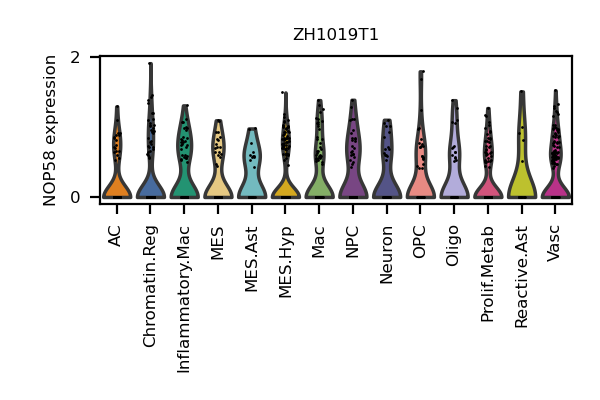 ZH1019T1
NOP58 expression
2
0
AC
Chromatin.Reg
Inflammatory.Mac
MES
MES.Ast
MES.Hyp
Mac
NPC
Neuron
OPC
Oligo
Prolif.Metab
Reactive.Ast
Vasc